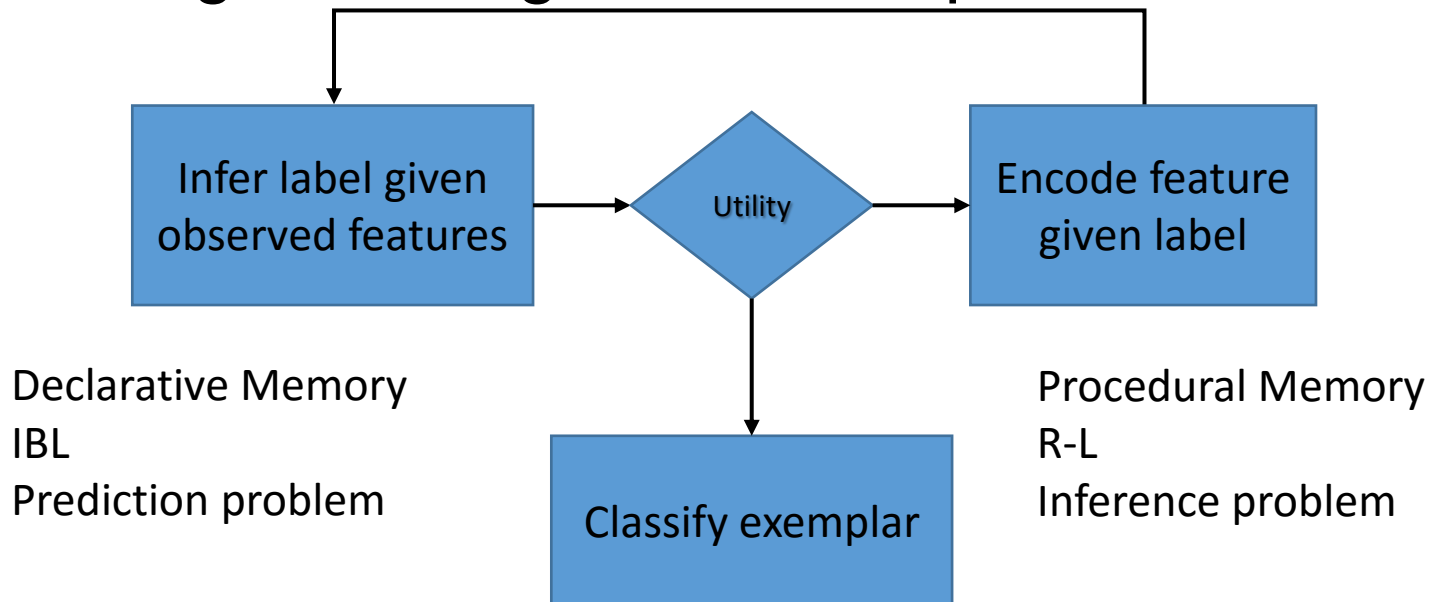 Infer label given
observed features
Utility
Encode feature
given label
Declarative Memory
IBL
Prediction problem
Procedural Memory
R-L
Inference problem
Classify exemplar